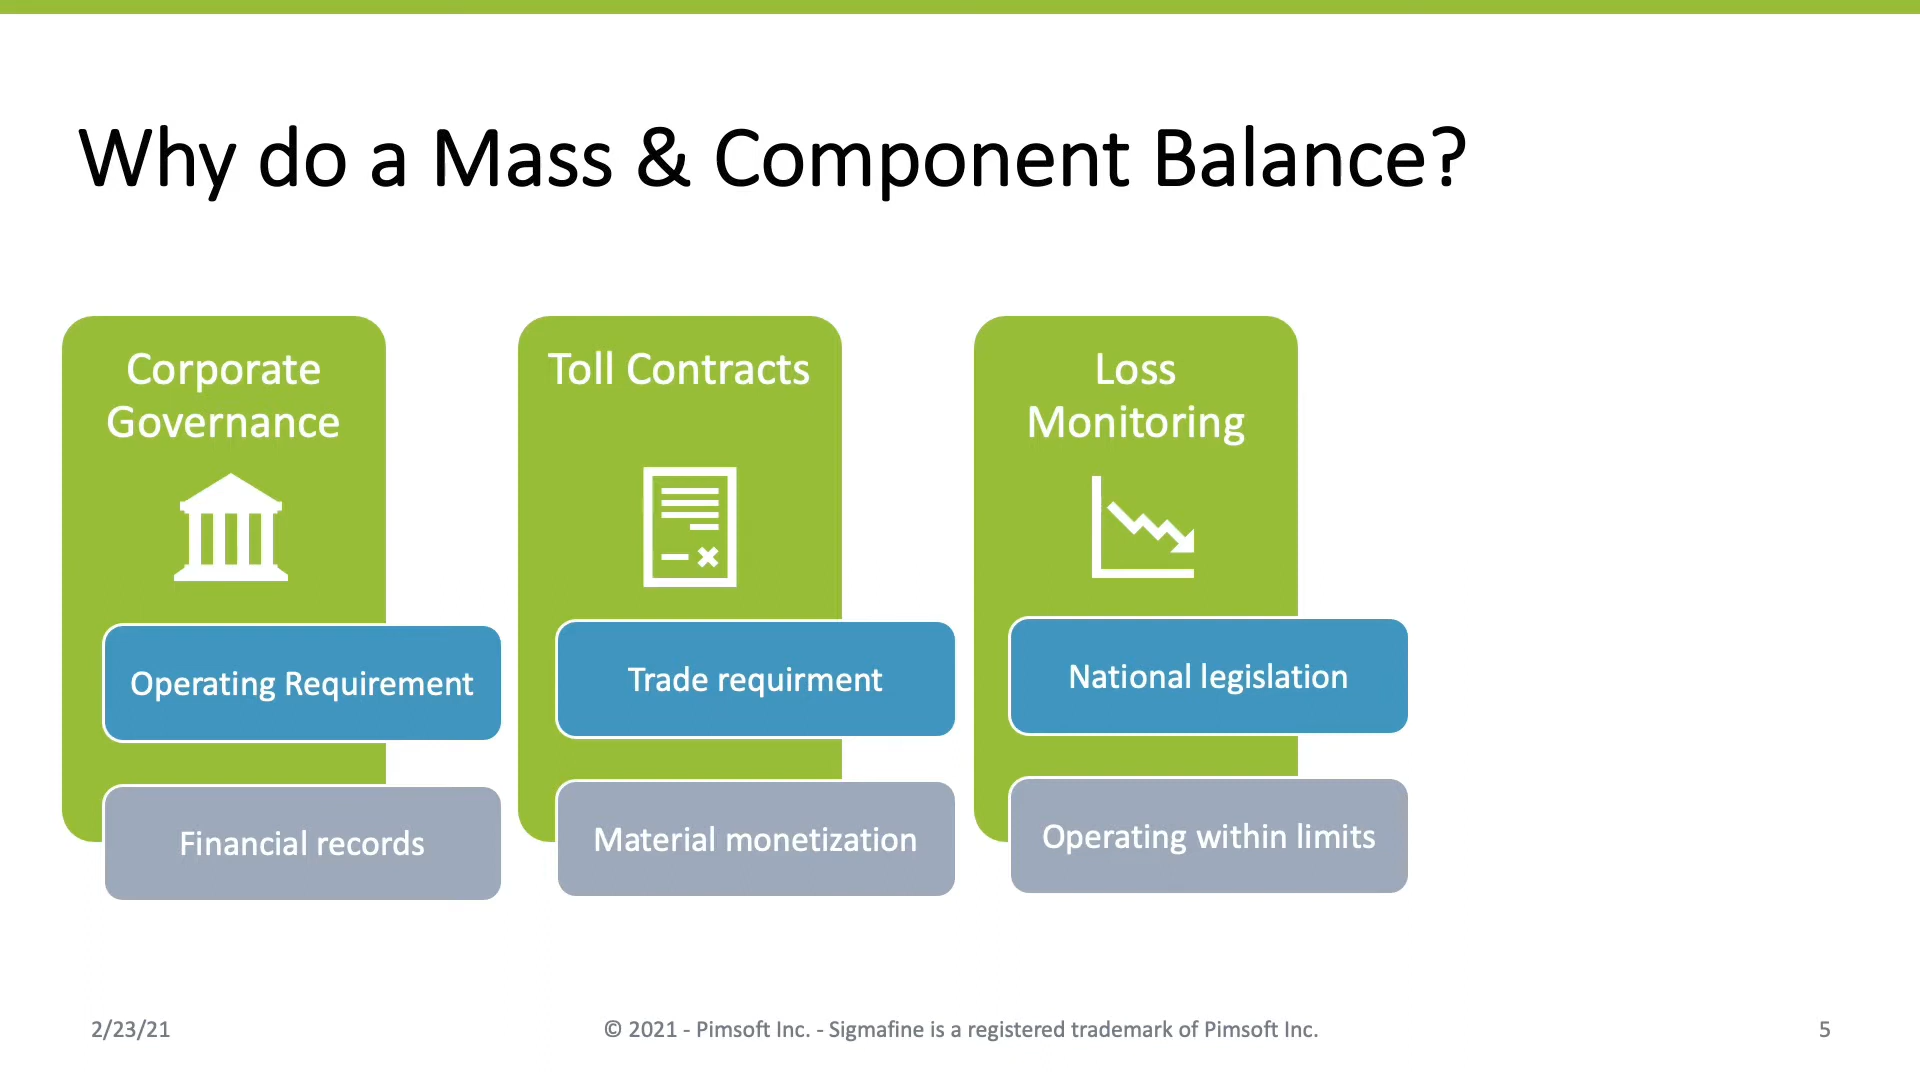 Why do a Mass & Component Balance?
Corporate
Governance
Operating Requirement
Financial records
Toll Contracts
Trade requirment
Material monetization
Loss
Monitoring
National legislation
Operating within limits
2/23/21
© 2021 - Pimsoft Inc. - Sigmafine is a registered trademark of Pimsoft Inc.
5